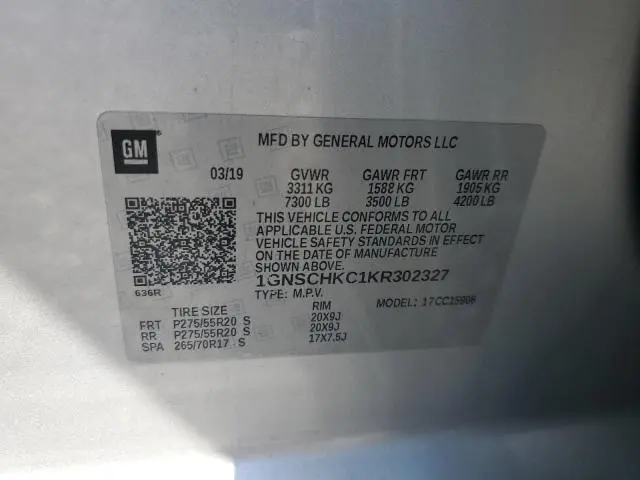 GM
MFD BY GENERAL MOTORS LLC
03/19 GVWR GAWR FRT GAWR RR
3311 KG 1588 KG 1905 KG
7300 LB 3500 LB 4200 LB
THIS VEHICLE CONFORMS TO ALL
APPLICABLE U.S. FEDERAL MOTOR
VEHICLE SAFETY STANDARDS IN EFFECT
ON THE DATE OF MANUFACTURE
SHOWN ABOVE.
1GNSCHKC1KR302327
636R
TYPE: M.P.V. MODEL: 17CC15906
TIRE SIZE RIM
FRT P275/55R20 S 20X9J
RR P275/55R20 S 20X9J
SPA 265/70R17 S 17X7.5J